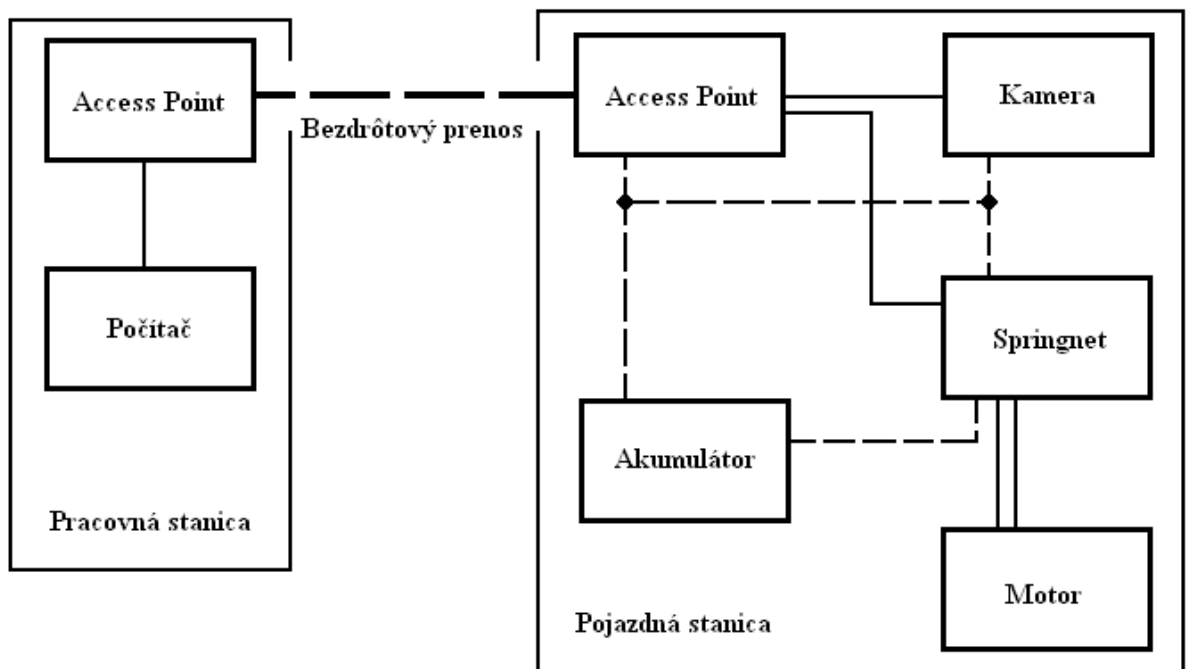 Access Point
Bezdrôtový prenos
Počítač
Pracovná stanica
Access Point
Kamera
Springnet
Akumulátor
Motor
Pojazdná stanica